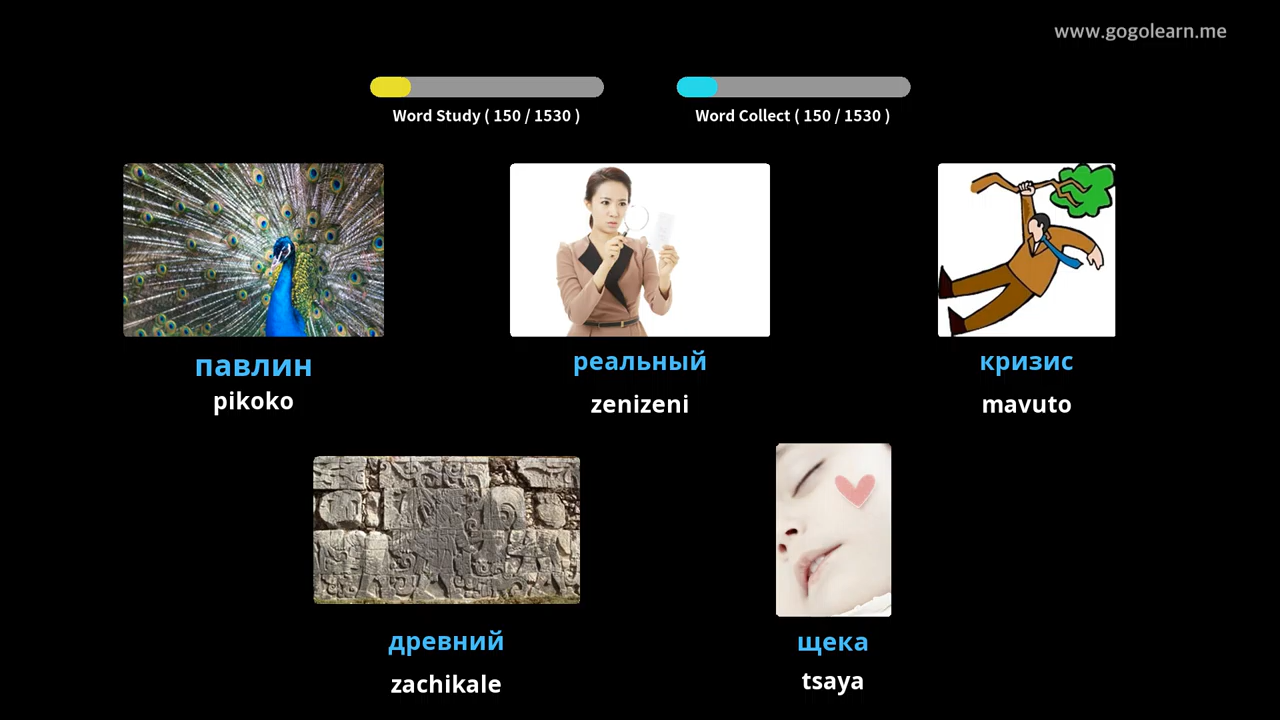 www.gogolearn.me
Word Study ( 150 / 1530 )
Word Collect ( 150 / 1530 )
павлин
pikoko
реальный
zenizeni
кризис
mavuto
древний
zachikale
щека
tsaya